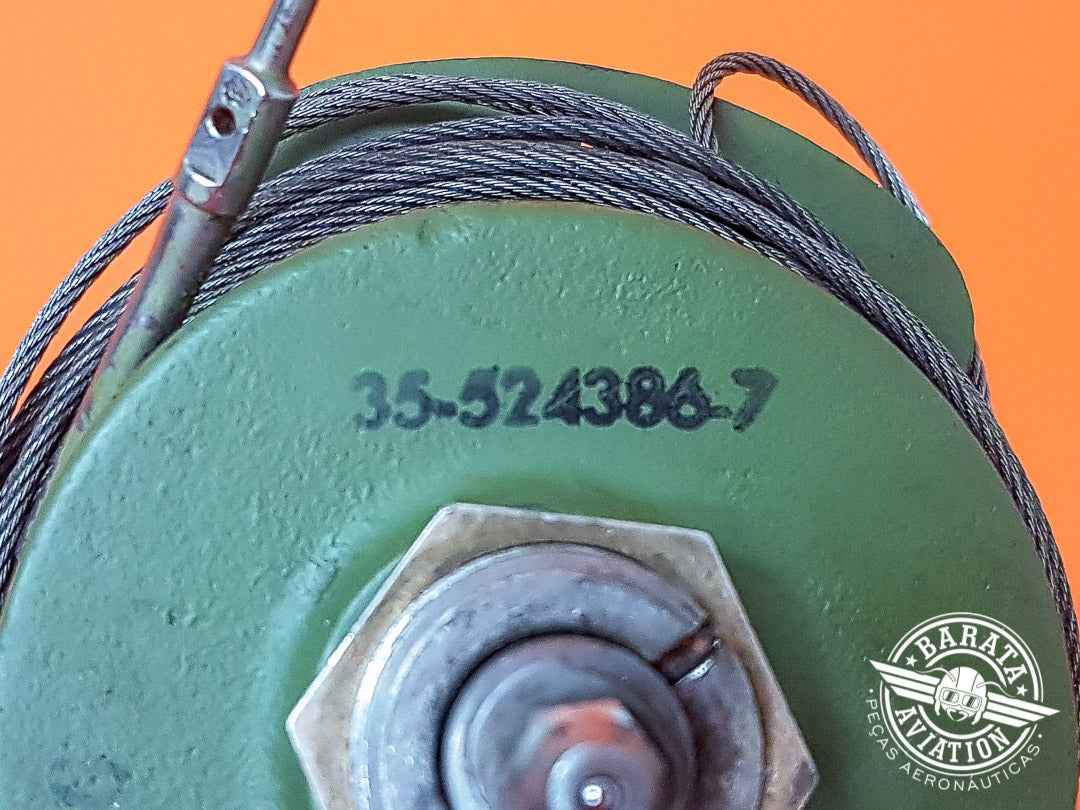 35-524386-7
BARATA
AVIATION
PEÇAS AERONÁUTICAS